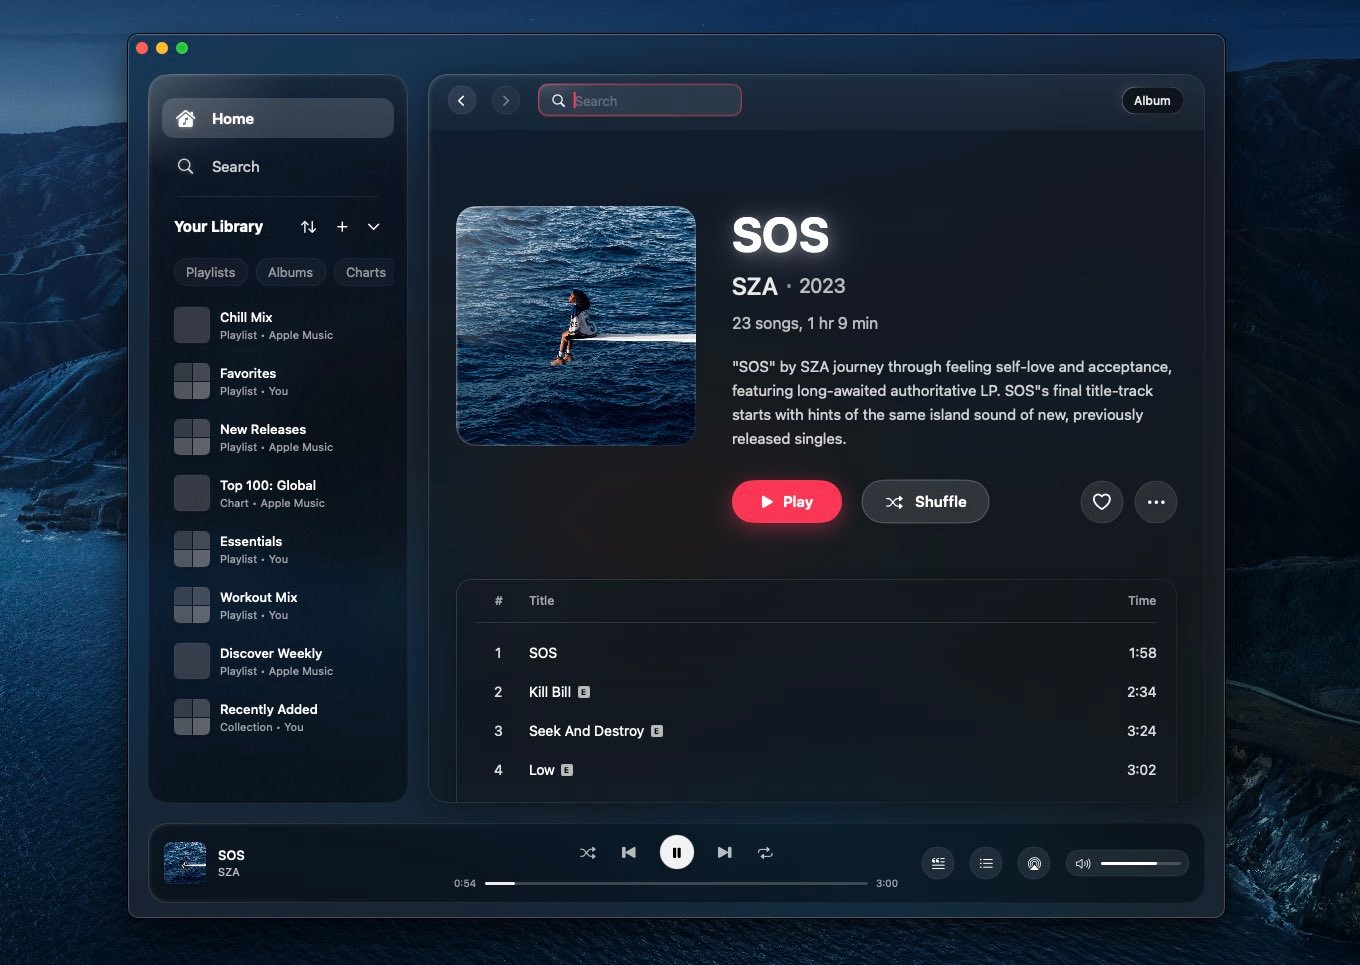 Home
Search
Your Library
Playlists Albums Charts
Chill Mix
Playlist • Apple Music
Favorites
Playlist • You
New Releases
Playlist • Apple Music
Top 100: Global
Chart • Apple Music
Essentials
Playlist • You
Workout Mix
Playlist • You
Discover Weekly
Playlist • Apple Music
Recently Added
Collection • You
Search
Album
SOS
SZA · 2023
23 songs, 1 hr 9 min
"SOS" by SZA journey through feeling self-love and acceptance,
featuring long-awaited authoritative LP. SOS"s final title-track
starts with hints of the same island sound of new, previously
released singles.
Play Shuffle
# Title Time
1 SOS 1:58
2 Kill Bill E 2:34
3 Seek And Destroy E 3:24
4 Low E 3:02
SOS
SZA
0:54 3:00